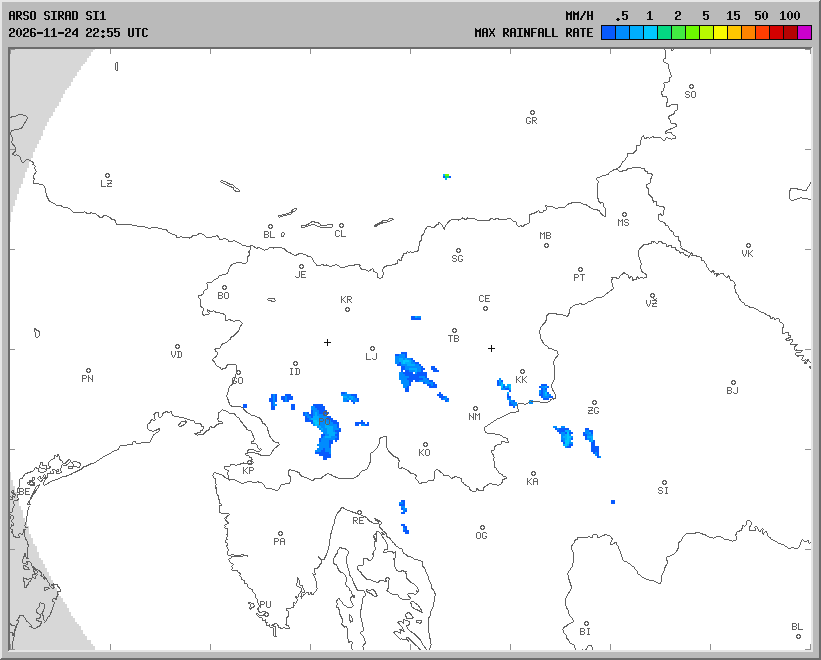 ARSO SIRAD SI1
2026-11-24 22:55 UTC
MM/H .5 1 2 5 15 50 100
MAX RAINFALL RATE
SO
GR
LZ
MS
BL CL
MB
VK
SG
JE
PT
BO
KR CE
VZ
TB
VD LJ
ID
PN GO KK
BJ
ZG
NM
KO
KP
KA
BE SI
RE
PA OG
PU
BI BL